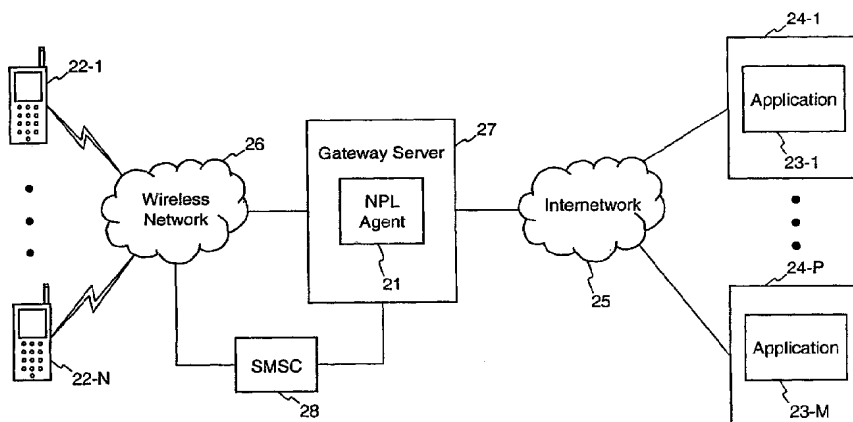 22-1
26
Wireless
Network
Gateway Server
27
NPL
Agent
21
SMSC
28
22-N
Internetwork
25
24-1
Application
23-1
24-P
Application
23-M